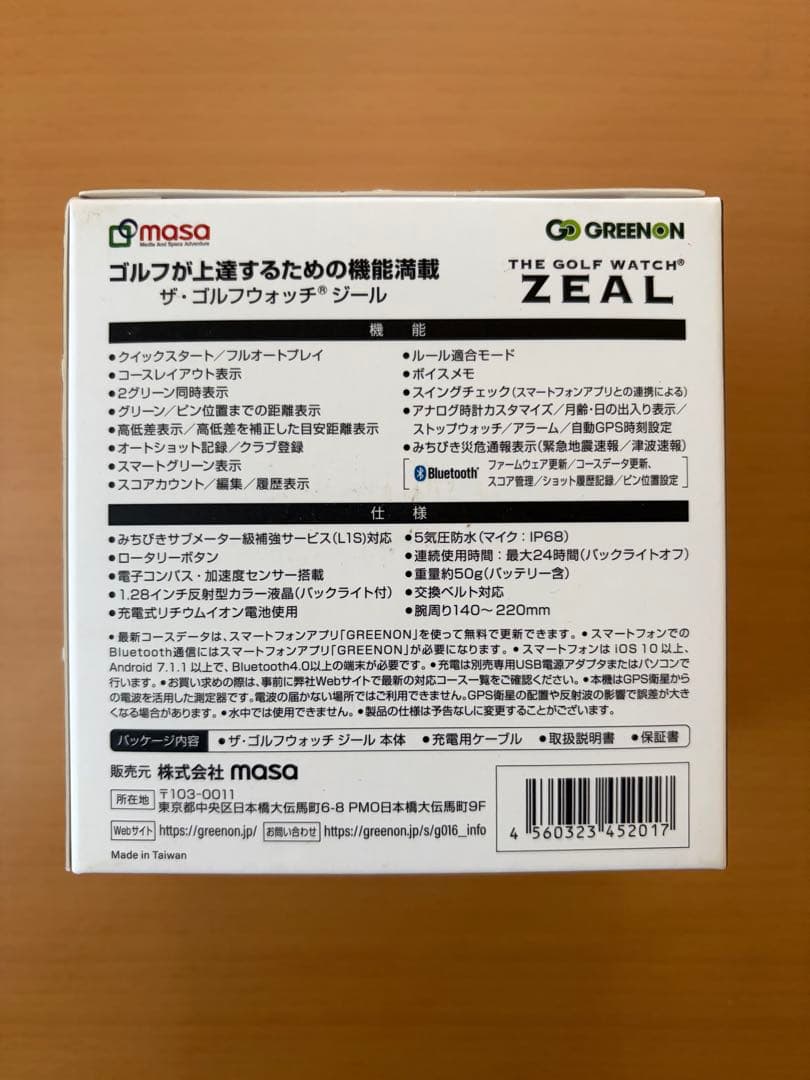 masa
Media And Space Adventure
GREENON
ゴルフが上達するための機能満載
ザ・ゴルフウォッチ® ジール
THE GOLF WATCH®
ZEAL
機 能
●クイックスタート/フルオートプレイ
●コースレイアウト表示
●2グリーン同時表示
●グリーン/ピン位置までの距離表示
●高低差表示/高低差を補正した目安距離表示
●オートショット記録/クラブ登録
●スマートグリーン表示
●スコアカウント/編集/履歴表示
●ルール適合モード
●ボイスメモ
●スイングチェック(スマートフォンアプリとの連携による)
●アナログ時計カスタマイズ/月齢・日の出入り表示/
ストップウォッチ/アラーム/自動GPS時刻設定
●みちびき災危通報表示(緊急地震速報/津波速報)
Bluetooth®
ファームウェア更新/コースデータ更新、
スコア管理/ショット履歴記録/ピン位置設定
仕 様
●みちびきサブメーター級補強サービス(L1S)対応
●ロータリーボタン
●電子コンパス・加速度センサー搭載
●1.28インチ反射型カラー液晶(バックライト付)
●充電式リチウムイオン電池使用
●5気圧防水(マイク:IP68)
●連続使用時間:最大24時間(バックライトオフ)
●重量約50g(バッテリー含)
●交換ベルト対応
●腕周り140〜220mm
●最新コースデータは、スマートフォンアプリ「GREENON」を使って無料で更新できます。●スマートフォンでの
Bluetooth通信にはスマートフォンアプリ「GREENON」が必要になります。●スマートフォンは iOS 10以上、
Android 7.1.1以上で、Bluetooth4.0以上の端末が必要です。●充電は別売専用USB電源アダプタまたはパソコンで
行います。●お買い求めの際は、事前に弊社Webサイトで最新の対応コース一覧をご確認ください。●本機はGPS衛星から
の電波を活用した測定器です。電波の届かない場所ではご利用できません。GPS衛星の配置や反射波の影響で誤差が大き
くなる場合があります。●水中では使用できません。●製品の仕様は予告なしに変更することがございます。
パッケージ内容 ●ザ・ゴルフウォッチ ジール 本体 ●充電用ケーブル ●取扱説明書 ●保証書
販売元 株式会社 masa
所在地 〒103-0011
東京都中央区日本橋大伝馬町6-8 PMO日本橋大伝馬町9F
Webサイト https://greenon.jp/ お問い合わせ https://greenon.jp/s/g016_info
Made in Taiwan
4 560323 452017